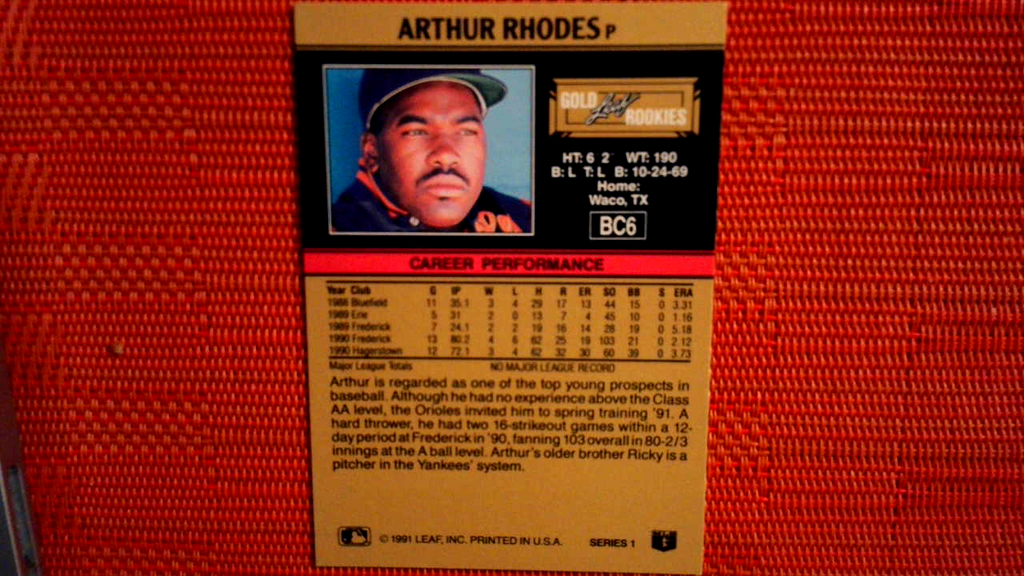 ARTHUR RHODES P
GOLD Leaf ROOKIES
HT: 6 2" WT: 190
B: L T: L B: 10-24-69
Home:
Waco, TX
BC6
CAREER PERFORMANCE
Year Club G IP W L H R ER SO BB S ERA
1988 Bluefield 11 35.1 3 4 29 17 13 44 15 0 3.31
1989 Erie 5 31 2 0 13 7 4 45 10 0 1.16
1989 Frederick 7 24.1 2 2 19 16 14 28 19 0 5.18
1990 Frederick 13 80.2 4 6 62 25 19 103 21 0 2.12
1990 Hagerstown 12 72.1 3 4 62 32 30 60 39 0 3.73
Major League Totals NO MAJOR LEAGUE RECORD
Arthur is regarded as one of the top young prospects in
baseball. Although he had no experience above the Class
AA level, the Orioles invited him to spring training '91. A
hard thrower, he had two 16-strikeout games within a 12-
day period at Frederick in '90, fanning 103 overall in 80-2/3
innings at the A ball level. Arthur's older brother Ricky is a
pitcher in the Yankees' system.
© 1991 LEAF, INC. PRINTED IN U.S.A. SERIES 1